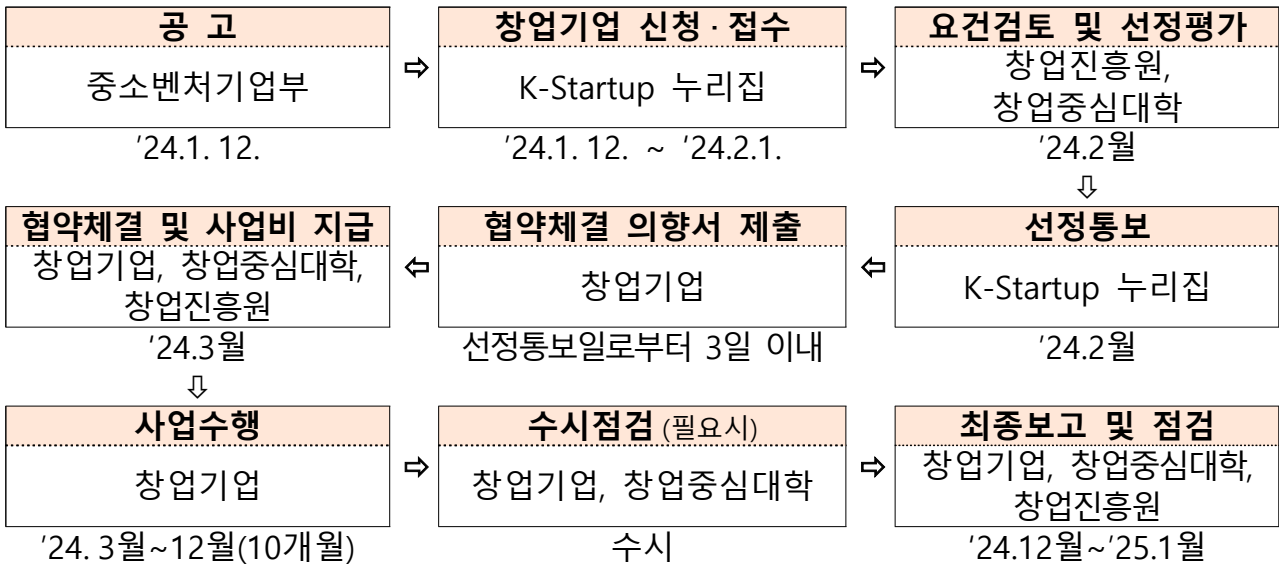 공 고
중소벤처기업부
'24.1. 12.
⇨
창업기업 신청·접수
K-Startup 누리집
'24.1. 12. ~ '24.2.1.
⇨
요건검토 및 선정평가
창업진흥원,
창업중심대학
'24.2월
⇩
선정통보
K-Startup 누리집
'24.2월
⇦
협약체결 의향서 제출
창업기업
선정통보일로부터 3일 이내
⇦
협약체결 및 사업비 지급
창업기업, 창업중심대학,
창업진흥원
'24.3월
⇩
사업수행
창업기업
'24. 3월~12월(10개월)
⇨
수시점검 (필요시)
창업기업, 창업중심대학
수시
⇨
최종보고 및 점검
창업기업, 창업중심대학,
창업진흥원
'24.12월~'25.1월